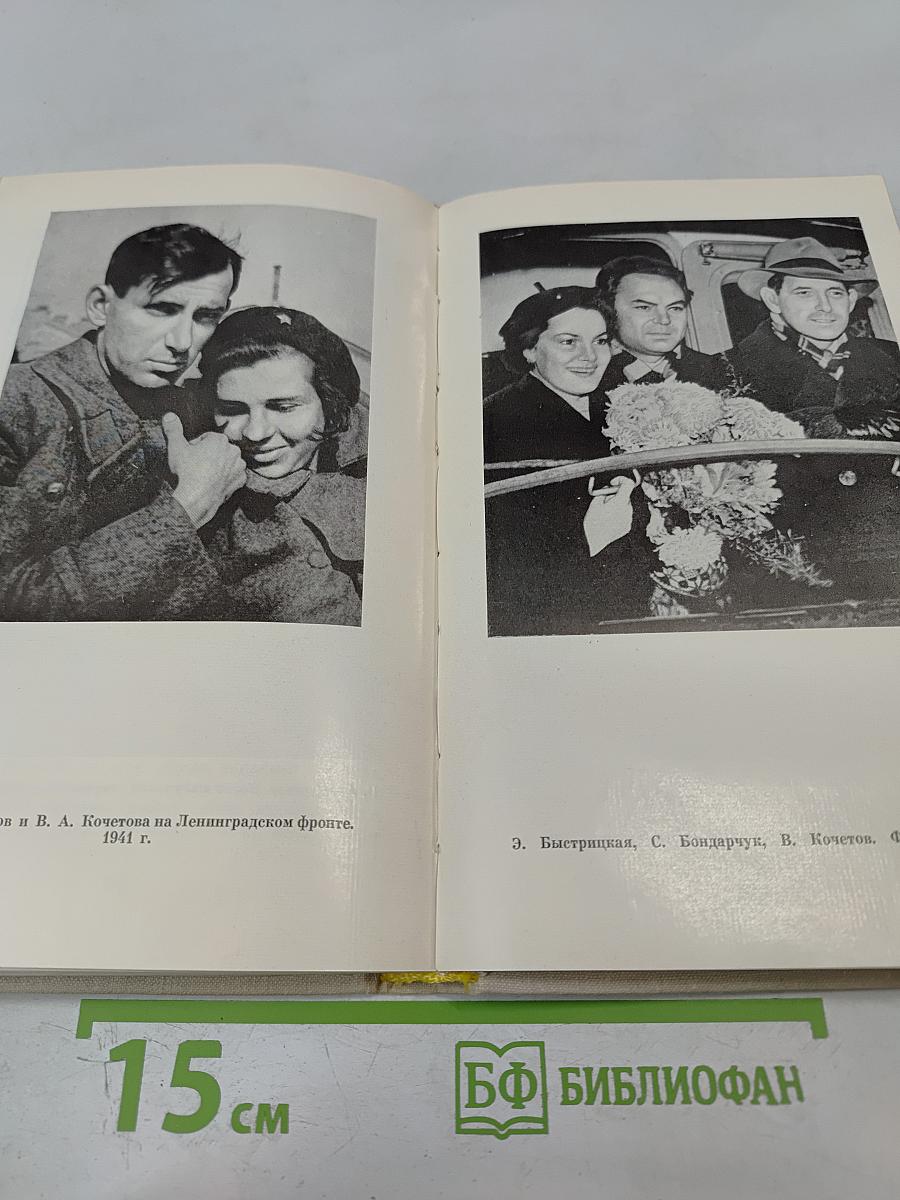 ов и В. А. Кочетова на Ленинградском фронте.
1941 г.
Э. Быстрицкая, С. Бондарчук, В. Кочетов. Ф
15 см
БФ БИБЛИОФАН